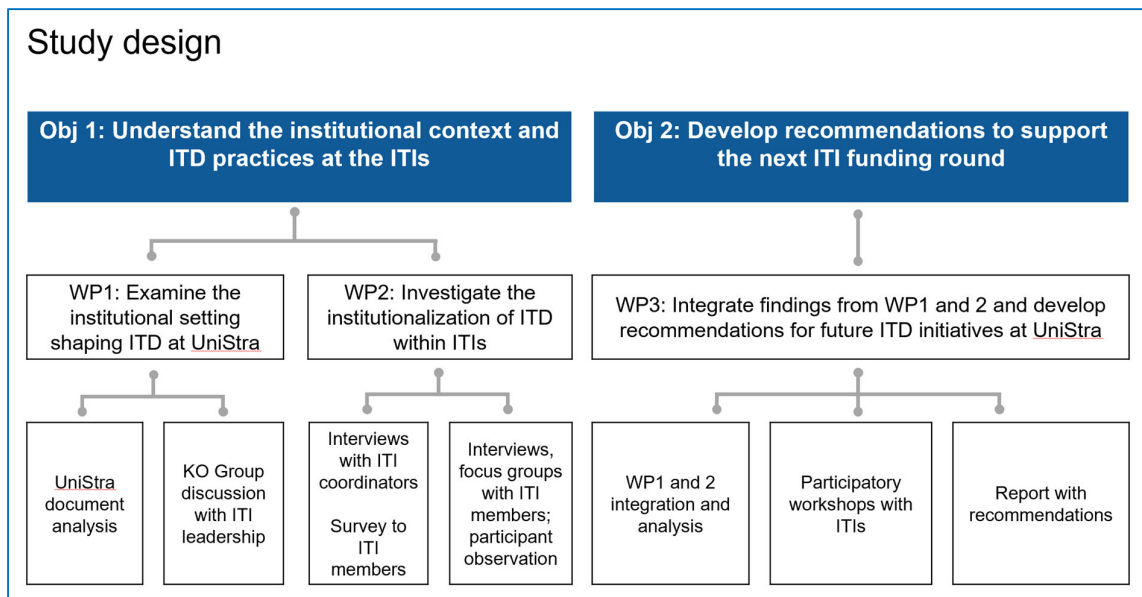 Study design
Obj 1: Understand the institutional context and
ITD practices at the ITIs
Obj 2: Develop recommendations to support
the next ITI funding round
WP1: Examine the
institutional setting
shaping ITD at UniStra
WP2: Investigate the
institutionalization of ITD
within ITIs
WP3: Integrate findings from WP1 and 2 and develop
recommendations for future ITD initiatives at UniStra
UniStra
document
analysis
KO Group
discussion
with ITI
leadership
Interviews
with ITI
coordinators
Survey to
ITI
members
Interviews,
focus groups
with ITI
members;
participant
observation
WP1 and 2
integration and
analysis
Participatory
workshops with
ITIs
Report with
recommendations